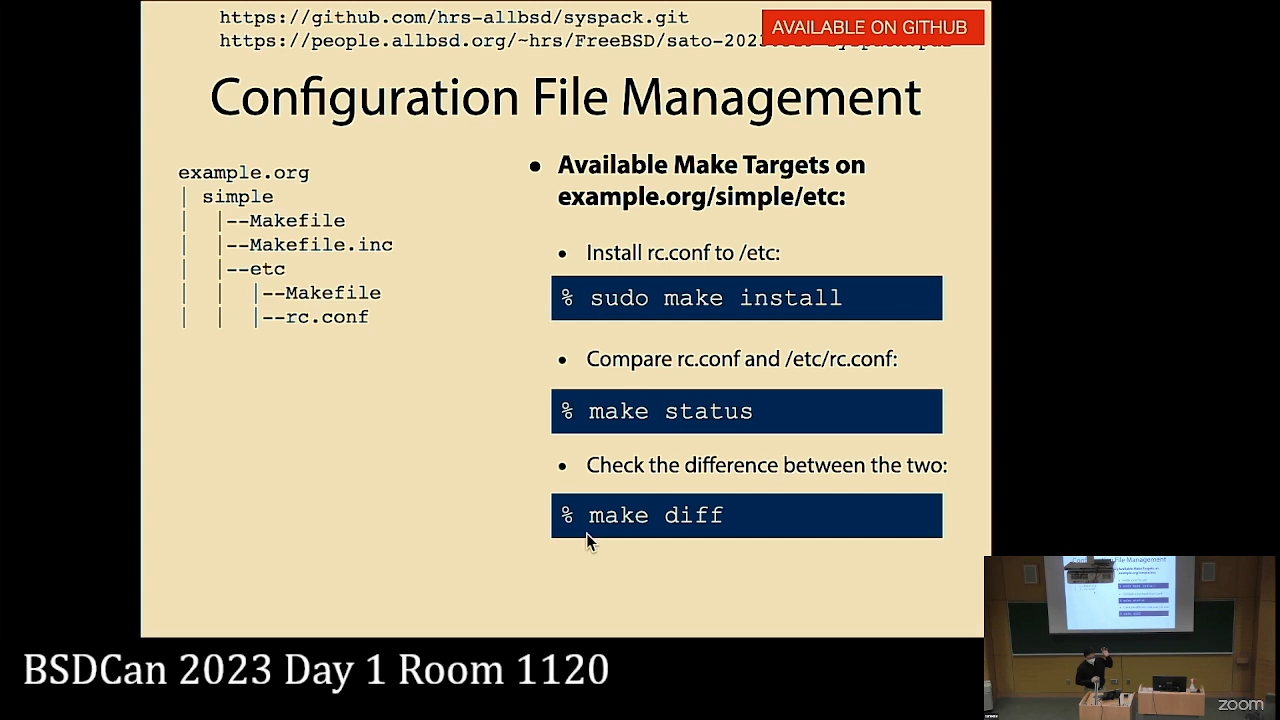 https://github.com/hrs-allbsd/syspack.git
https://people.allbsd.org/~hrs/FreeBSD/sato-202
AVAILABLE ON GITHUB
Configuration File Management
example.org
| simple
| |--Makefile
| |--Makefile.inc
| |--etc
| | |--Makefile
| | |--rc.conf
• Available Make Targets on
example.org/simple/etc:
• Install rc.conf to /etc:
% sudo make install
• Compare rc.conf and /etc/rc.conf:
% make status
• Check the difference between the two:
% make diff
BSDCan 2023 Day 1 Room 1120
zoom